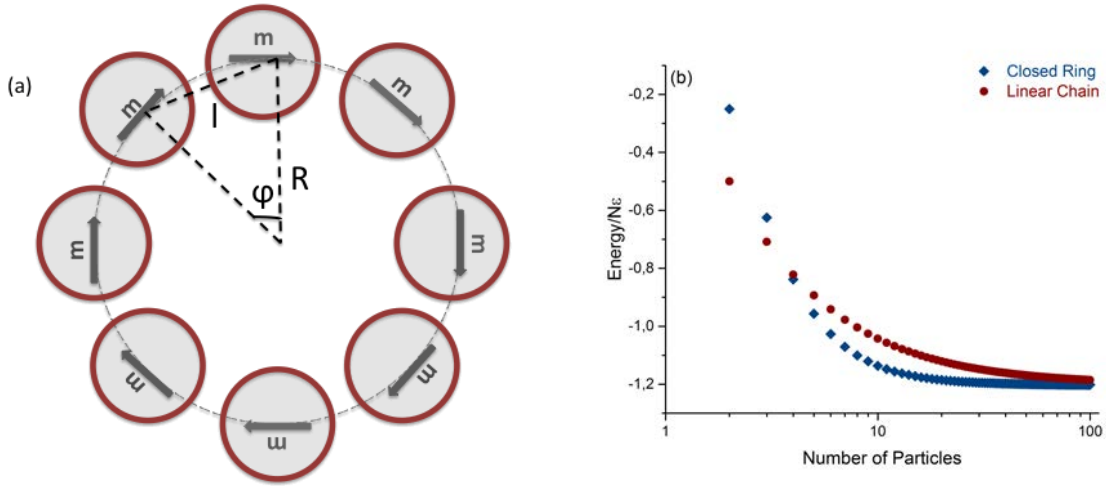 (a)
m
m
m
m
m
m
m
m
l
R
φ
(b)
Closed Ring
Linear Chain
Energy/Nε
-0,2
-0,4
-0,6
-0,8
-1,0
-1,2
1
10
100
Number of Particles